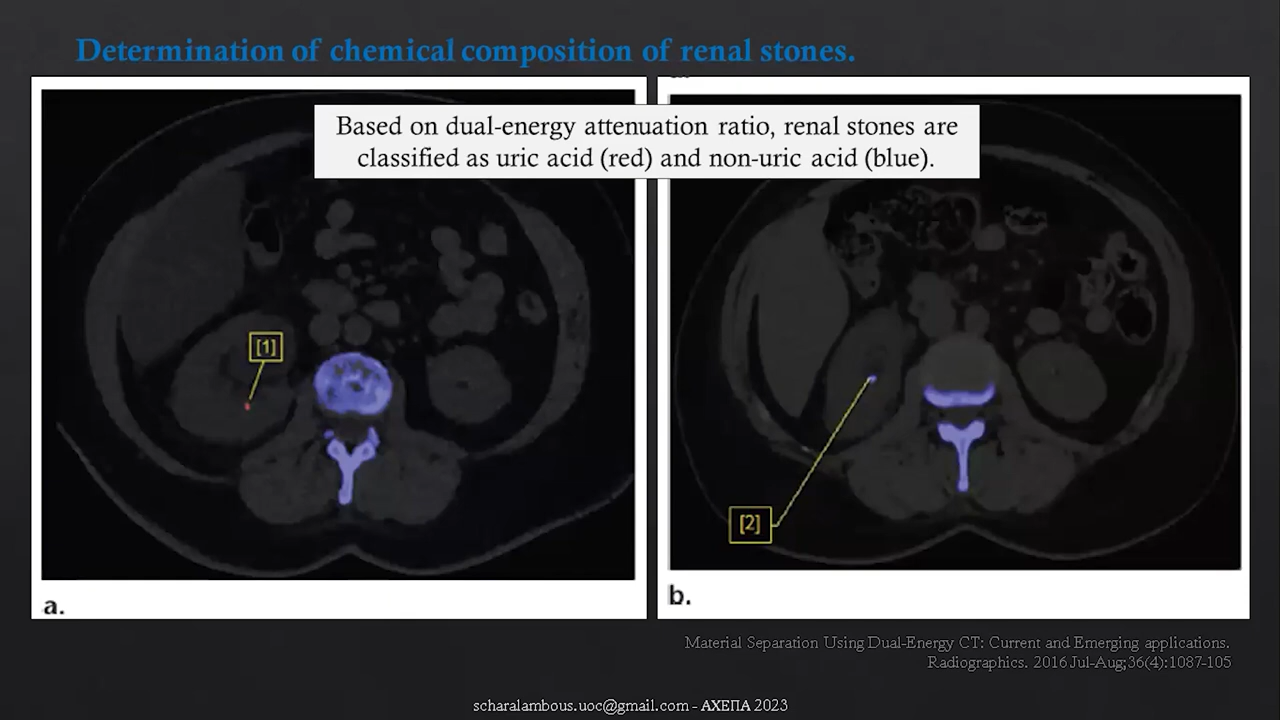 Determination of chemical composition of renal stones.
Based on dual-energy attenuation ratio, renal stones are
classified as uric acid (red) and non-uric acid (blue).
[1]
[2]
a.
b.
Material Separation Using Dual-Energy CT: Current and Emerging applications.
Radiographics. 2016 Jul-Aug;36(4):1087-105
scharalambous.uoc@gmail.com - ΑΧΕΠΑ 2023